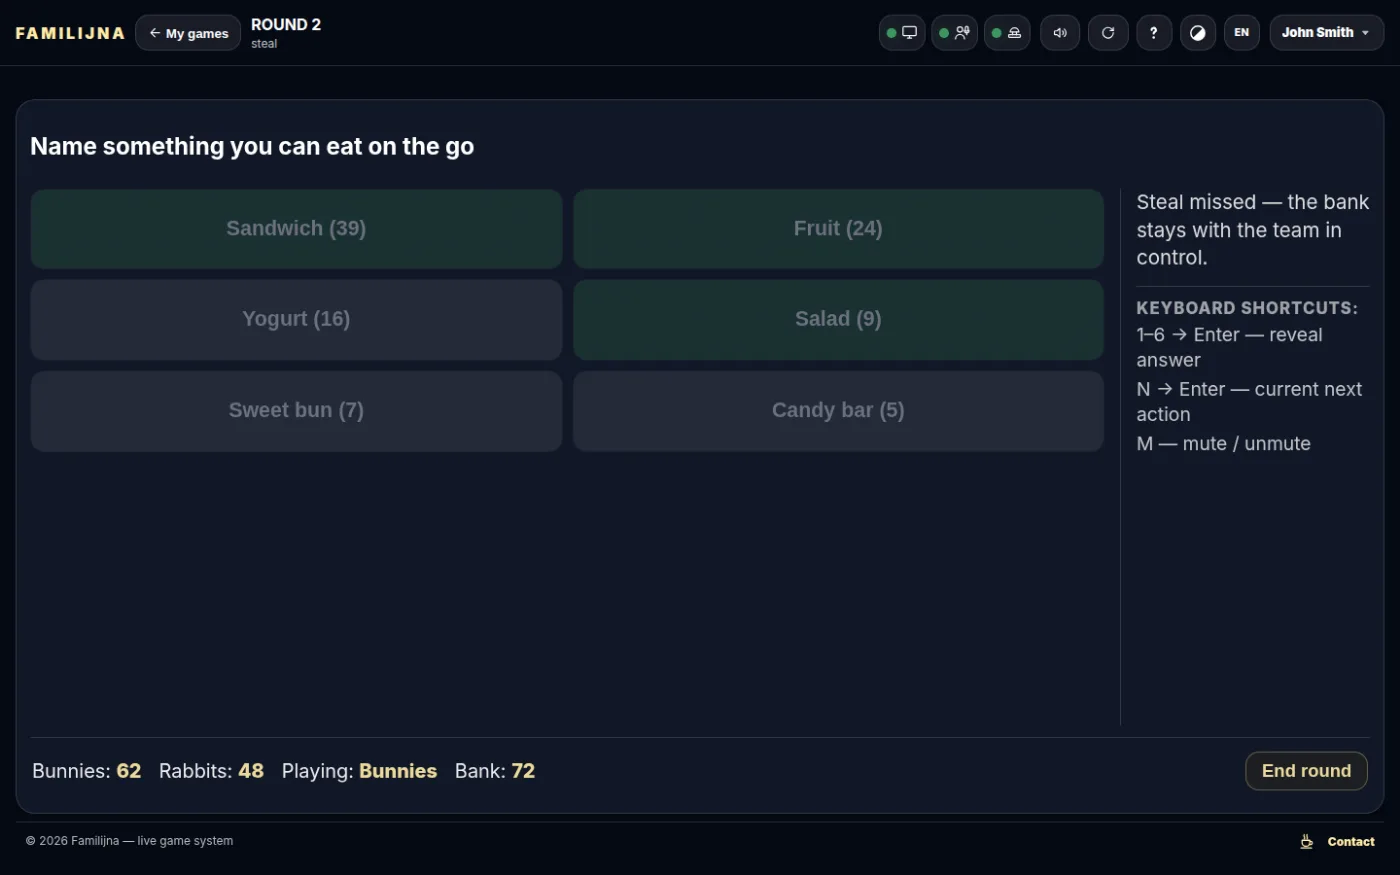 FAMILIJNA
← My games
ROUND 2
steal
?
EN
John Smith
Name something you can eat on the go
Sandwich (39)
Fruit (24)
Yogurt (16)
Salad (9)
Sweet bun (7)
Candy bar (5)
Steal missed — the bank
stays with the team in
control.
KEYBOARD SHORTCUTS:
1–6 → Enter — reveal
answer
N → Enter — current next
action
M — mute / unmute
Bunnies: 62 Rabbits: 48 Playing: Bunnies Bank: 72
End round
© 2026 Familijna — live game system
Contact